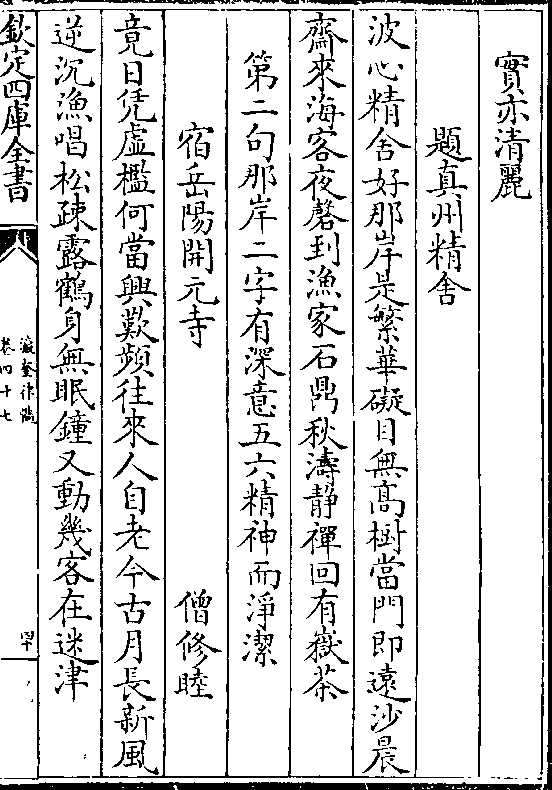 實亦清麗
題真州精舍
波心精舍好那岸是繁華礙目無髙樹當門即遠沙晨
齋來海客夜磬到漁家石鼎秋濤静禪回有嶽茶
第二句那岸二字有深意五六精神而淨潔
宿岳陽開元寺 僧修睦
竟日凭虛檻何當興歎頻往來人自老今古月長新風
逆沉漁唱松疎露鶴身無眠鐘又動幾客在迷津
欽定四庫全書
瀛奎律髓
卷四十七
罕